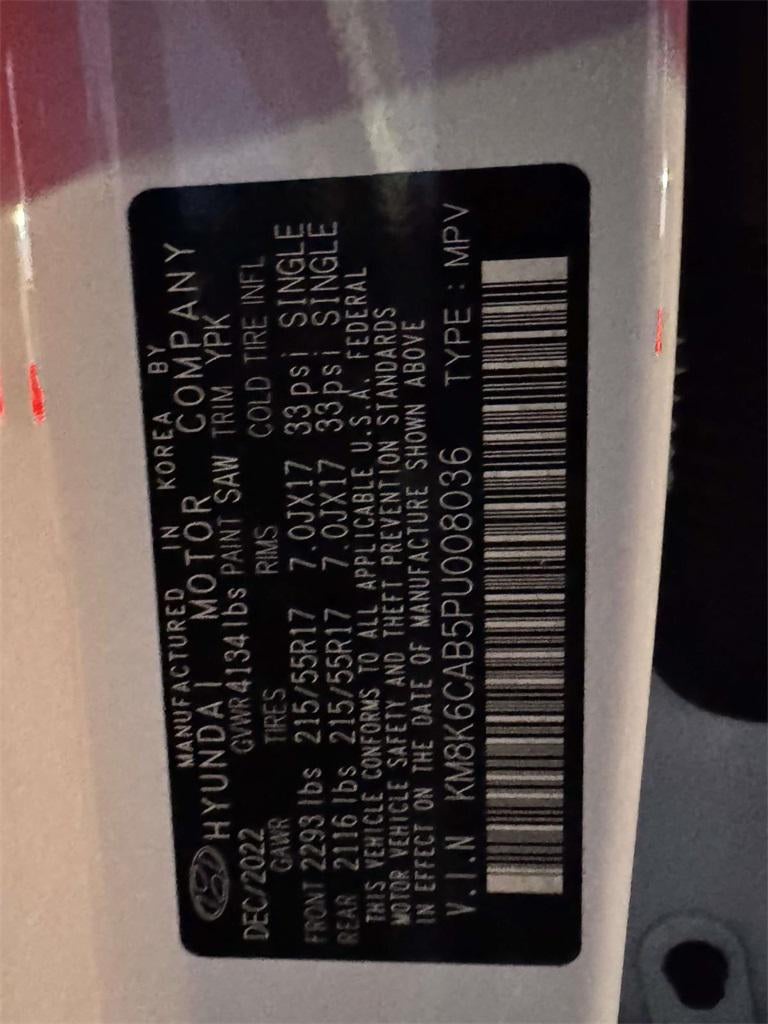 MANUFACTURED IN KOREA BY
HYUNDAI MOTOR COMPANY
DEC/2022 GVWR 4134 lbs PAINT SAW TRIM YPK
GAWR TIRES RIMS COLD TIRE INFL
FRONT 2293 lbs 215/55R17 7.0JX17 33psi SINGLE
REAR 2116 lbs 215/55R17 7.0JX17 33psi SINGLE
THIS VEHICLE CONFORMS TO ALL APPLICABLE U.S.A. FEDERAL
MOTOR VEHICLE SAFETY AND THEFT PREVENTION STANDARDS
IN EFFECT ON THE DATE OF MANUFACTURE SHOWN ABOVE
V.I.N KM8K6CAB5PU008036 TYPE : MPV